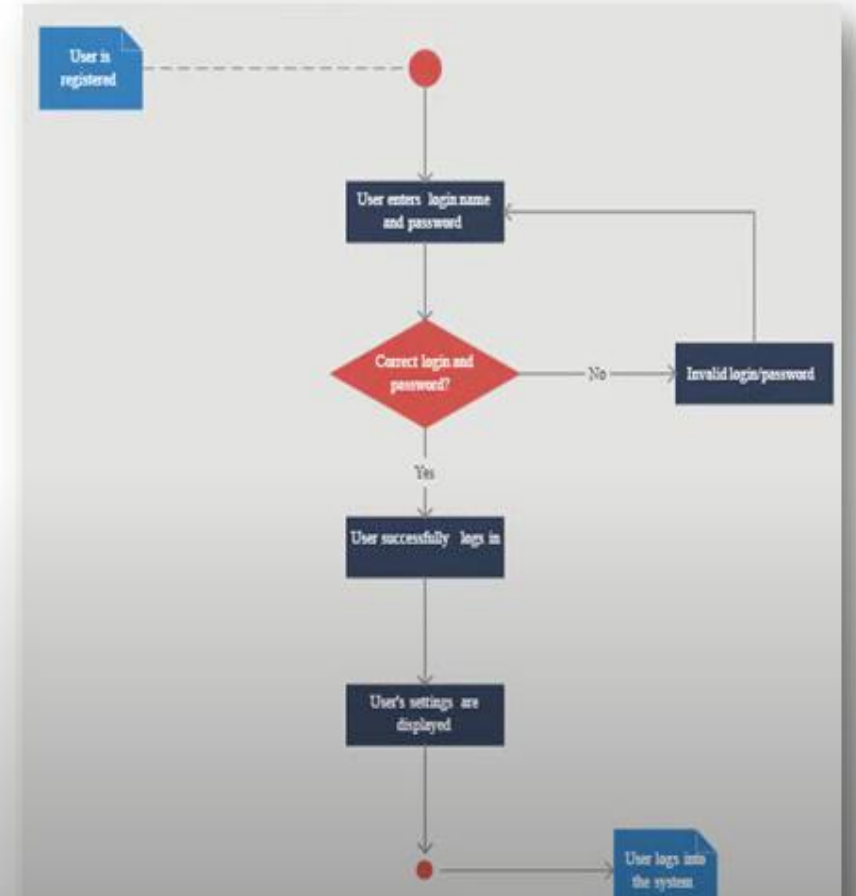 User is
registered
User enters login name
and password
Correct login and
password?
No
Invalid login/password
Yes
User successfully logs in
User's settings are
displayed
User logs into
the system